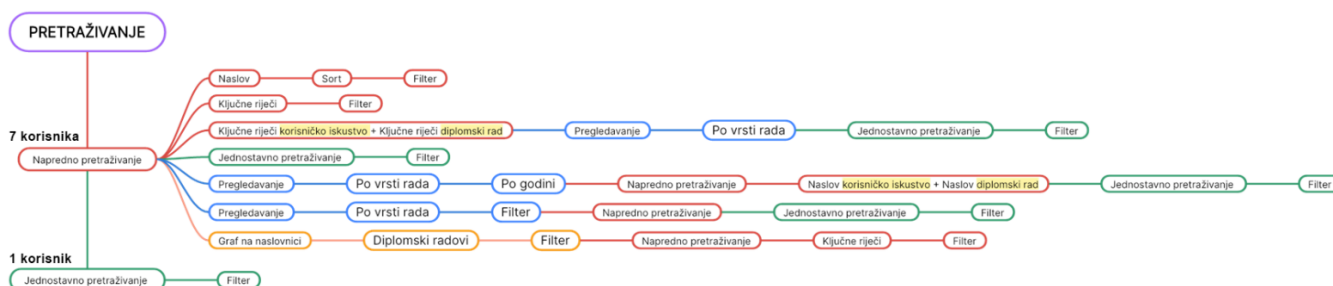 PRETRAŽIVANJE
Naslov Sort Filter
Ključne riječi Filter
7 korisnika
Ključne riječi korisničko iskustvo + Ključne riječi diplomski rad Pregledavanje Po vrsti rada Jednostavno pretraživanje Filter
Napredno pretraživanje
Jednostavno pretraživanje Filter
Pregledavanje Po vrsti rada Po godini Napredno pretraživanje Naslov korisničko iskustvo + Naslov diplomski rad Jednostavno pretraživanje Filter
Pregledavanje Po vrsti rada Filter Napredno pretraživanje Jednostavno pretraživanje Filter
Graf na naslovnici Diplomski radovi Filter Napredno pretraživanje Ključne riječi Filter
1 korisnik
Jednostavno pretraživanje Filter